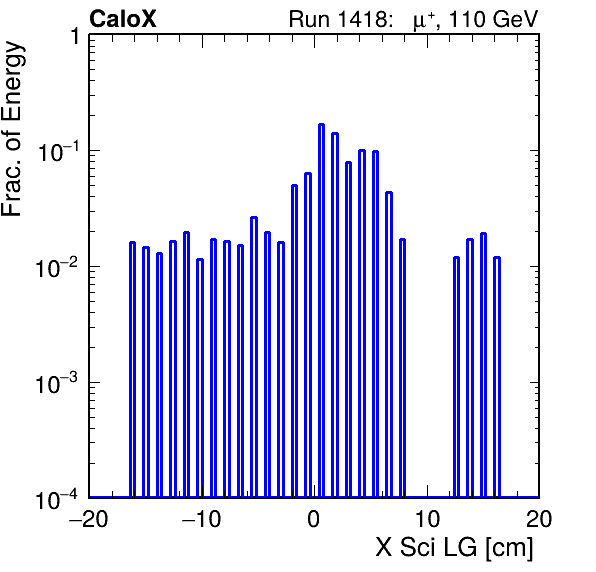 CaloX Run 1418: μ⁺, 110 GeV
Frac. of Energy
1
10⁻¹
10⁻²
10⁻³
10⁻⁴
−20 −10 0 10 20
X Sci LG [cm]